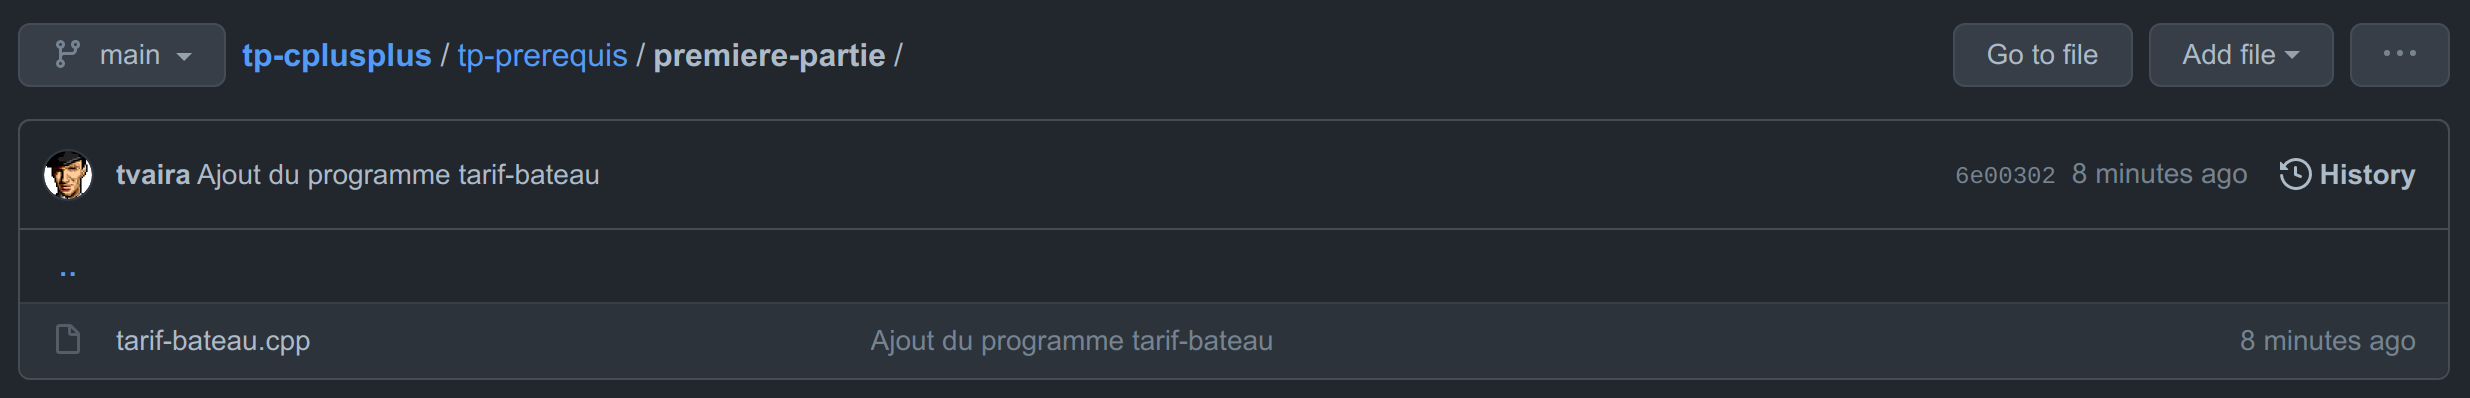 main tp-cplusplus / tp-prerequis / premiere-partie / Go to file Add file ...
tvaira Ajout du programme tarif-bateau 6e00302 8 minutes ago History
..
tarif-bateau.cpp Ajout du programme tarif-bateau 8 minutes ago